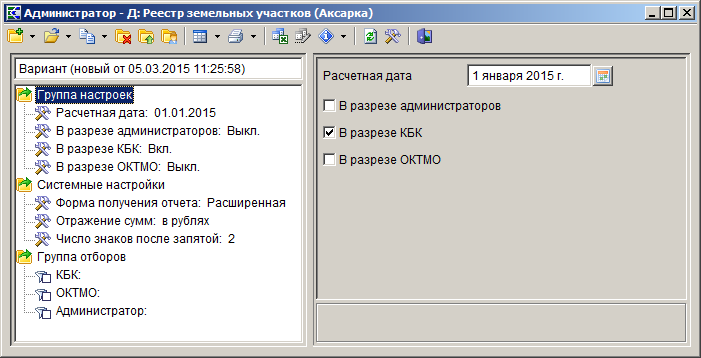 Администратор - Д: Реестр земельных участков (Аксарка)
Вариант (новый от 05.03.2015 11:25:58)
Группа настроек
Расчетная дата: 01.01.2015
В разрезе администраторов: Выкл.
В разрезе КБК: Вкл.
В разрезе ОКТМО: Выкл.
Системные настройки
Форма получения отчета: Расширенная
Отражение сумм: в рублях
Число знаков после запятой: 2
Группа отборов
КБК:
ОКТМО:
Администратор:
Расчетная дата 1 января 2015 г.
В разрезе администраторов
В разрезе КБК
В разрезе ОКТМО